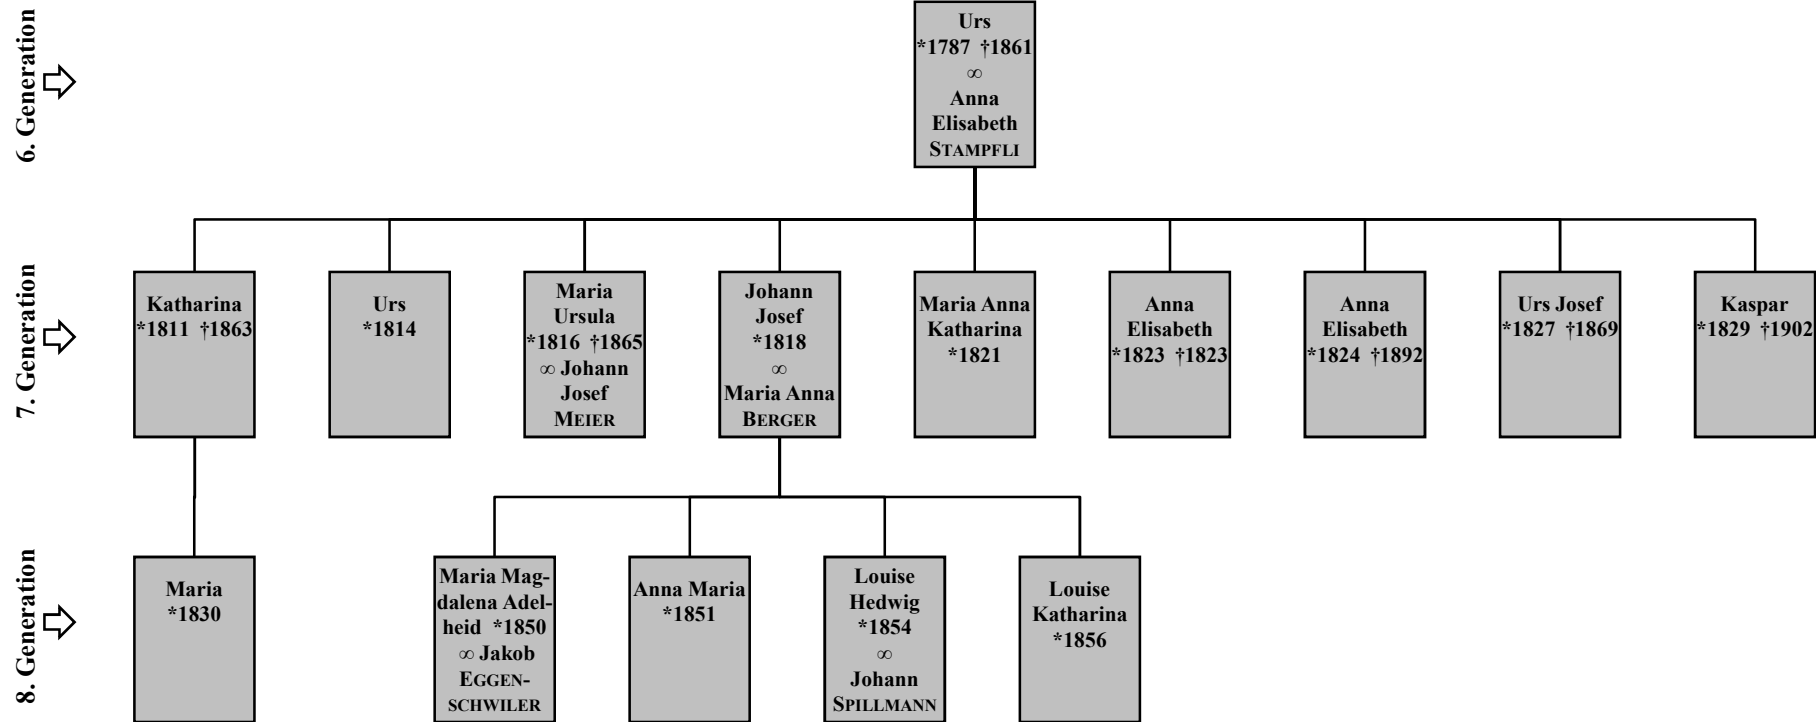 6. Generation
Urs
*1787 †1861
∞
Anna
Elisabeth
STAMPFLI
7. Generation
Katharina
*1811 †1863
Urs
*1814
Maria
Ursula
*1816 †1865
∞ Johann
Josef
MEIER
Johann
Josef
*1818
∞
Maria Anna
BERGER
Maria Anna
Katharina
*1821
Anna
Elisabeth
*1823 †1823
Anna
Elisabeth
*1824 †1892
Urs Josef
*1827 †1869
Kaspar
*1829 †1902
8. Generation
Maria
*1830
Maria Mag-
dalena Adel-
heid *1850
∞ Jakob
EGGEN-
SCHWILER
Anna Maria
*1851
Louise
Hedwig
*1854
∞
Johann
SPILLMANN
Louise
Katharina
*1856